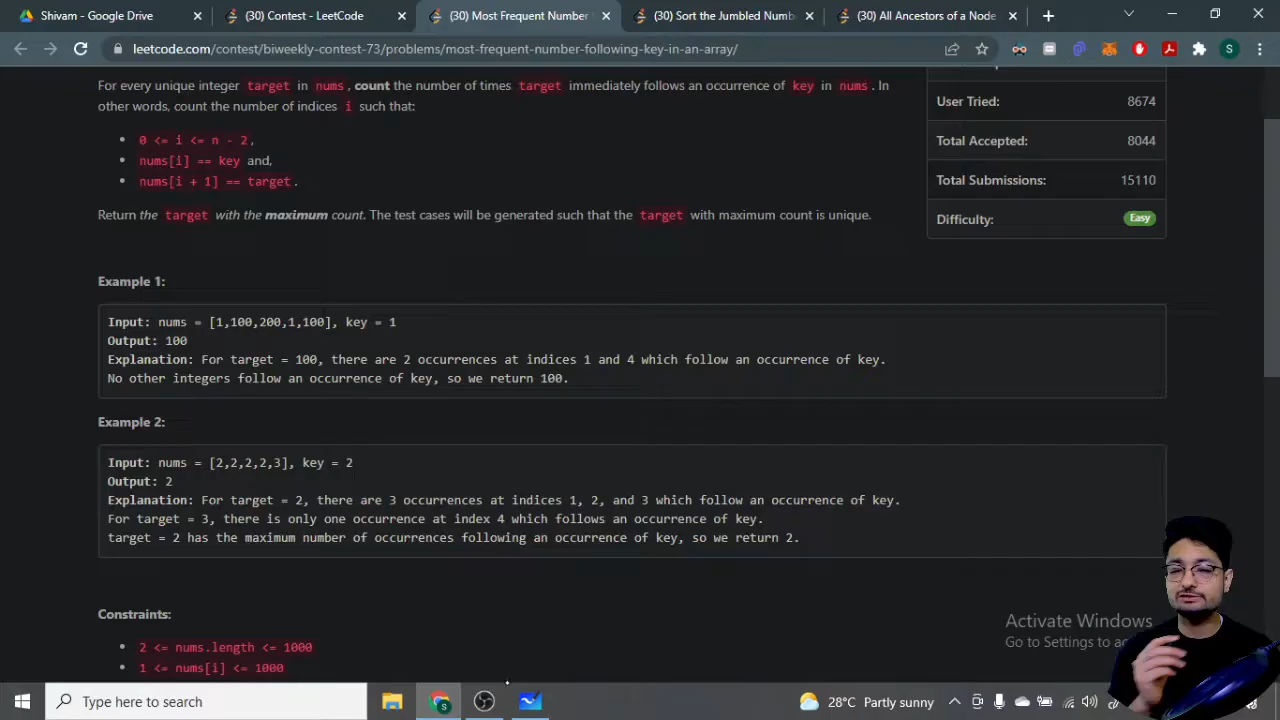 Shivam - Google Drive
(30) Contest - LeetCode
(30) Most Frequent Number
(30) Sort the Jumbled Numb
(30) All Ancestors of a Node
leetcode.com/contest/biweekly-contest-73/problems/most-frequent-number-following-key-in-an-array/
S
For every unique integer target in nums, count the number of times target immediately follows an occurrence of key in nums. In
other words, count the number of indices i such that:
0 <= i <= n - 2,
nums[i] == key and,
nums[i + 1] == target.
Return the target with the maximum count. The test cases will be generated such that the target with maximum count is unique.
User Tried: 8674
Total Accepted: 8044
Total Submissions: 15110
Difficulty: Easy
Example 1:
Input: nums = [1,100,200,1,100], key = 1
Output: 100
Explanation: For target = 100, there are 2 occurrences at indices 1 and 4 which follow an occurrence of key.
No other integers follow an occurrence of key, so we return 100.
Example 2:
Input: nums = [2,2,2,2,3], key = 2
Output: 2
Explanation: For target = 2, there are 3 occurrences at indices 1, 2, and 3 which follow an occurrence of key.
For target = 3, there is only one occurrence at index 4 which follows an occurrence of key.
target = 2 has the maximum number of occurrences following an occurrence of key, so we return 2.
Constraints:
2 <= nums.length <= 1000
1 <= nums[i] <= 1000
Activate Windows
Go to Settings to
Type here to search
28°C Partly sunny